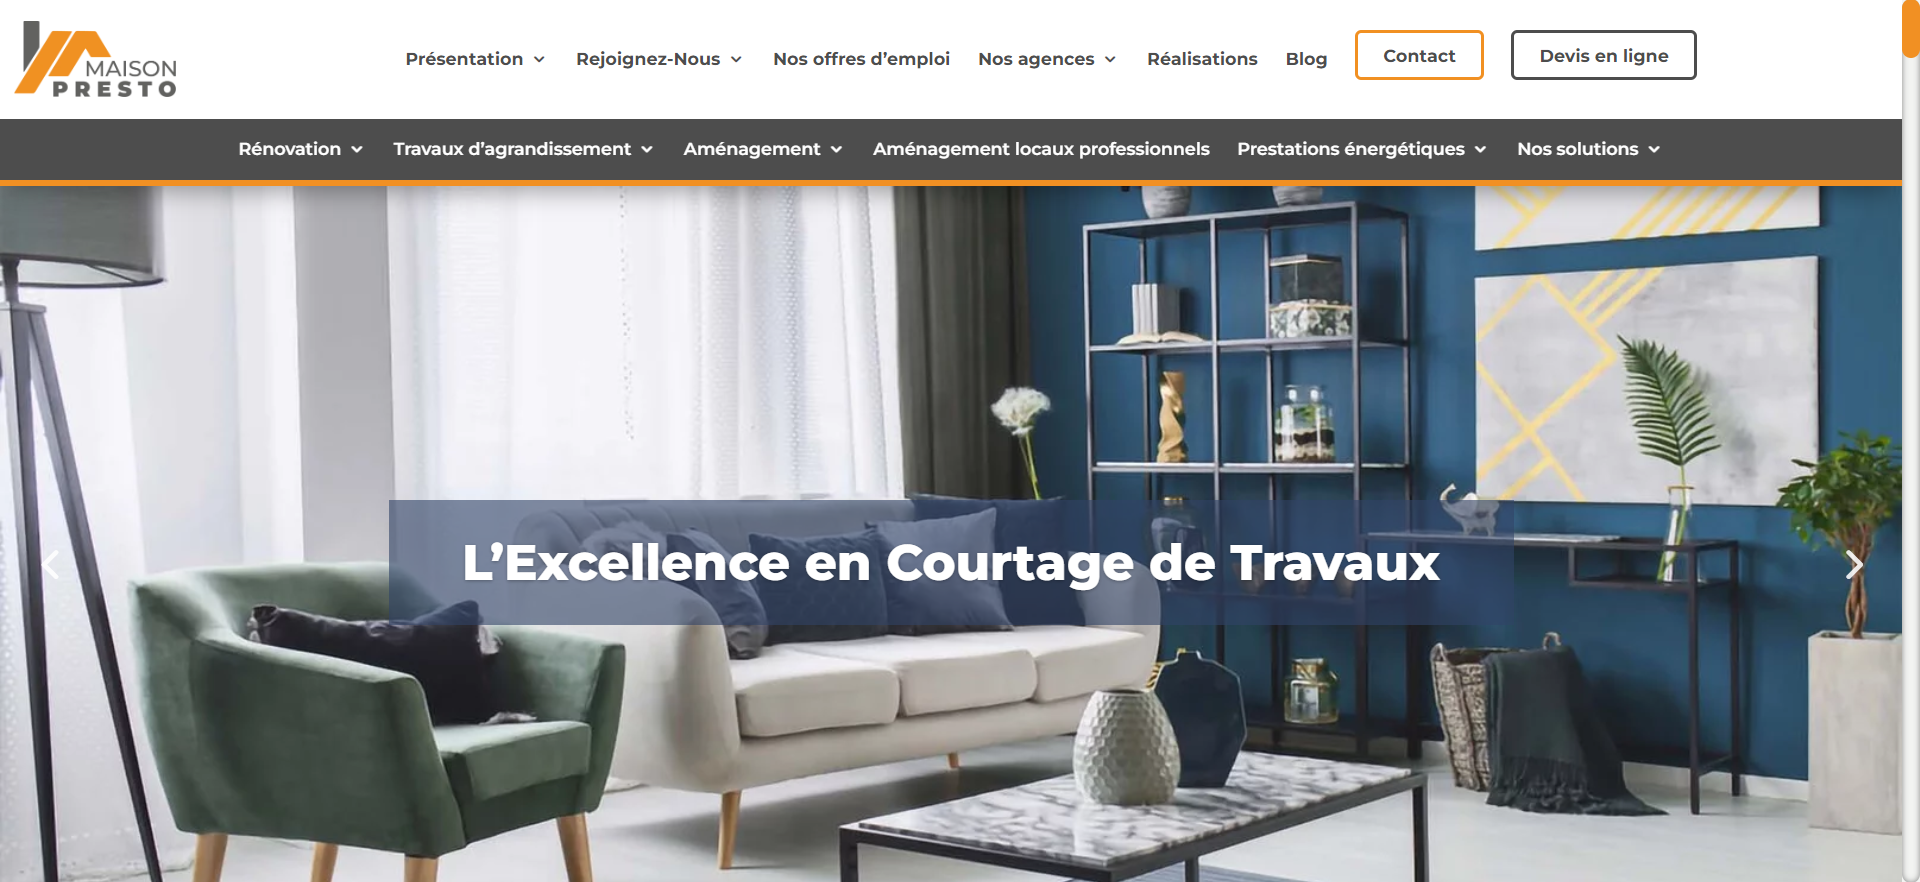 MAISON
PRESTO
Présentation
Rejoignez-Nous
Nos offres d’emploi
Nos agences
Réalisations
Blog
Contact
Devis en ligne
Rénovation
Travaux d’agrandissement
Aménagement
Aménagement locaux professionnels
Prestations énergétiques
Nos solutions
L’Excellence en Courtage de Travaux